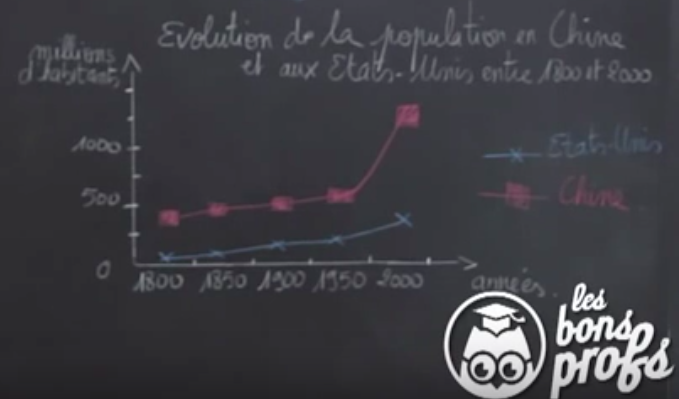 Evolution de la population en Chine
et aux Etats-Unis entre 1800 et 2000
millions
d'habitants
1000
500
0
1800 1850 1900 1950 2000
années
Etats-Unis
Chine
les
bons
profs